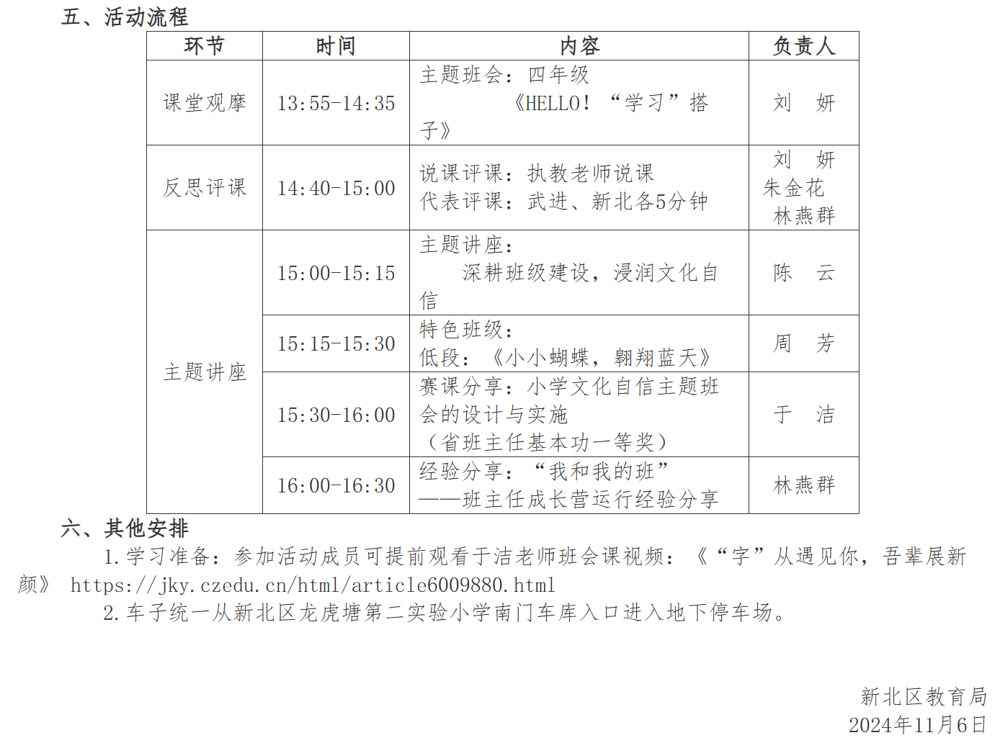 五、活动流程
环节 时间 内容 负责人
课堂观摩 13:55-14:35 主题班会：四年级
《HELLO！“学习”搭
子》
刘 妍
反思评课 14:40-15:00 说课评课：执教老师说课
代表评课：武进、新北各5分钟
刘 妍
朱金花
林燕群
主题讲座
15:00-15:15 主题讲座：
深耕班级建设，浸润文化自
信
陈 云
15:15-15:30 特色班级：
低段：《小小蝴蝶，翱翔蓝天》
周 芳
15:30-16:00 赛课分享：小学文化自信主题班
会的设计与实施
（省班主任基本功一等奖）
于 洁
16:00-16:30 经验分享：“我和我的班”
——班主任成长营运行经验分享
林燕群
六、其他安排
1.学习准备：参加活动成员可提前观看于洁老师班会课视频：《“字”从遇见你，吾辈展新
颜》 https://jky.czedu.cn/html/article6009880.html
2.车子统一从新北区龙虎塘第二实验小学南门车库入口进入地下停车场。
新北区教育局
2024年11月6日